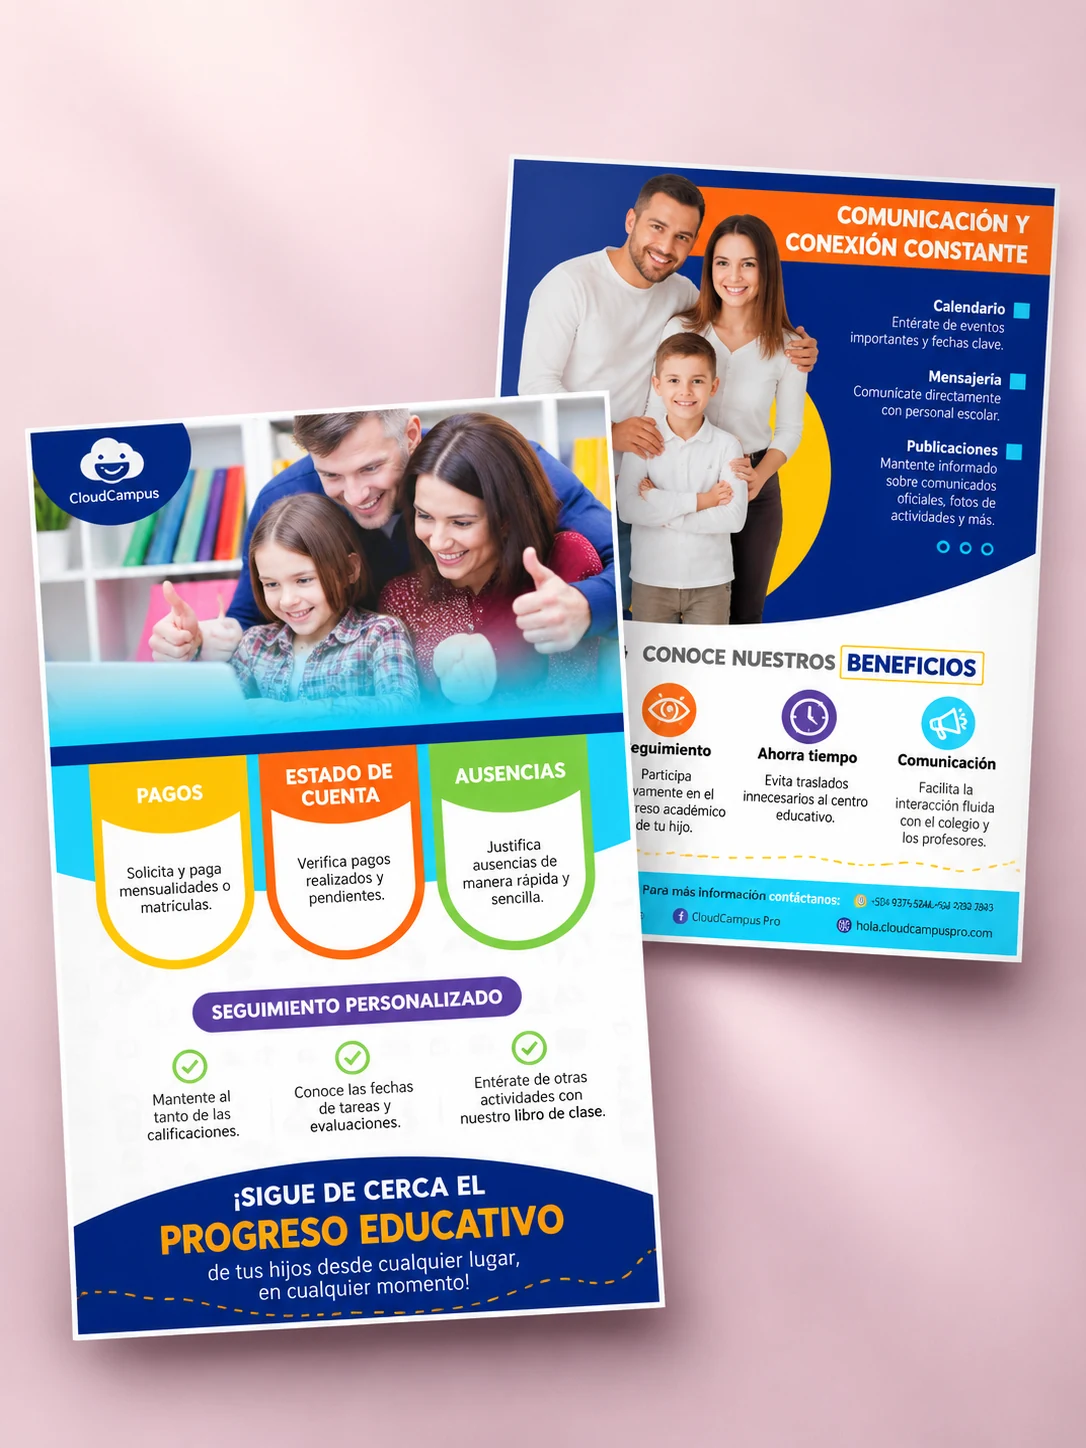 CloudCampus
PAGOS
Solicita y paga
mensualidades o
matrículas.
ESTADO DE
CUENTA
Verifica pagos
realizados y
pendientes.
AUSENCIAS
Justifica
ausencias de
manera rápida y
sencilla.
SEGUIMIENTO PERSONALIZADO
Mantente al
tanto de las
calificaciones.
Conoce las fechas
de tareas y
evaluaciones.
Entérate de otras
actividades con
nuestro libro de clase.
¡SIGUE DE CERCA EL
PROGRESO EDUCATIVO
de tus hijos desde cualquier lugar,
en cualquier momento!
COMUNICACIÓN Y
CONEXIÓN CONSTANTE
Calendario
Entérate de eventos
importantes y fechas clave.
Mensajería
Comunícate directamente
con personal escolar.
Publicaciones
Mantente informado
sobre comunicados
oficiales, fotos de
actividades y más.
CONOCE NUESTROS BENEFICIOS
eguimiento
Participa
vamente en el
reso académico
de tu hijo.
Ahorra tiempo
Evita traslados
innecesarios al centro
educativo.
Comunicación
Facilita la
interacción fluida
con el colegio y
los profesores.
Para más información contáctanos:
CloudCampus Pro
hola.cloudcampuspro.com